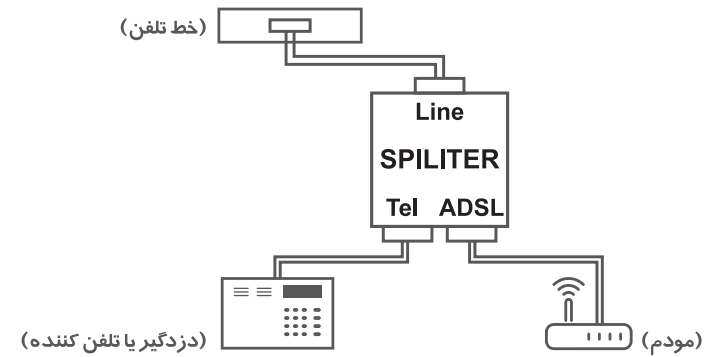 (خط تلفن)
Line
SPILITER
Tel ADSL
(دزدگیر یا تلفن کننده)
(مودم)